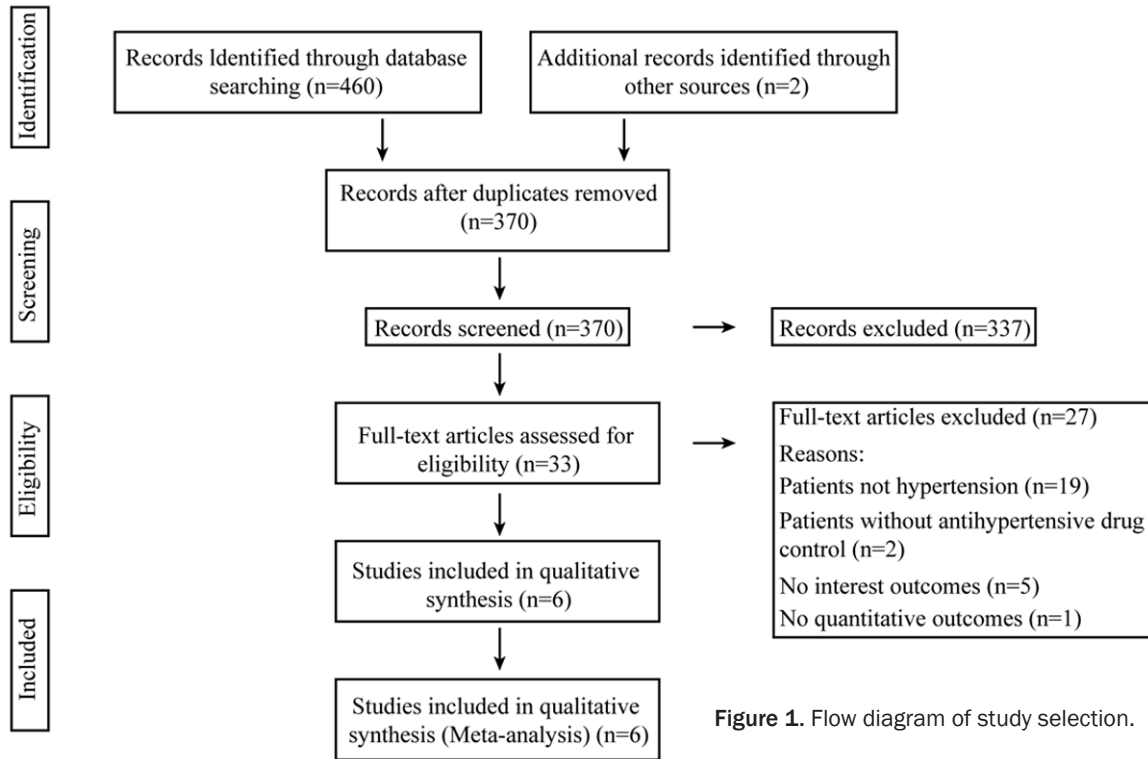 Identification
Records Identified through database
searching (n=460)
Additional records identified through
other sources (n=2)
Records after duplicates removed
(n=370)
Screening
Records screened (n=370)
Records excluded (n=337)
Eligibility
Full-text articles assessed for
eligibility (n=33)
Full-text articles excluded (n=27)
Reasons:
Patients not hypertension (n=19)
Patients without antihypertensive drug
control (n=2)
No interest outcomes (n=5)
No quantitative outcomes (n=1)
Studies included in qualitative
synthesis (n=6)
Included
Studies included in qualitative
synthesis (Meta-analysis) (n=6)
Figure 1. Flow diagram of study selection.